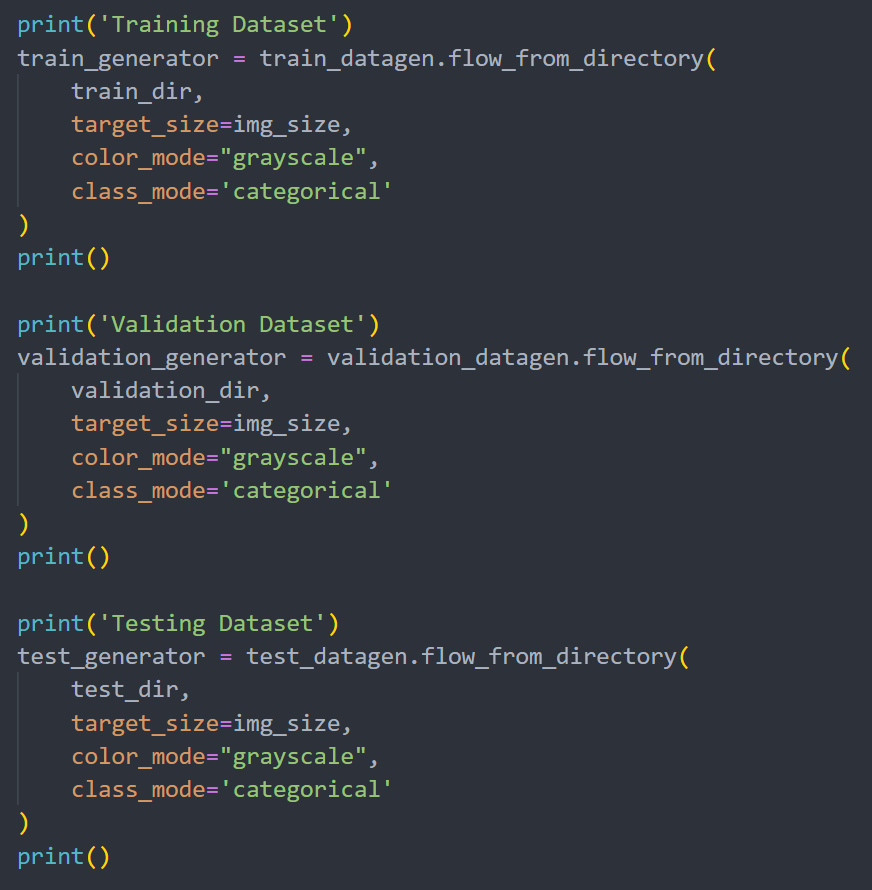 print('Training Dataset')
train_generator = train_datagen.flow_from_directory(
    train_dir,
    target_size=img_size,
    color_mode="grayscale",
    class_mode='categorical'
)
print()

print('Validation Dataset')
validation_generator = validation_datagen.flow_from_directory(
    validation_dir,
    target_size=img_size,
    color_mode="grayscale",
    class_mode='categorical'
)
print()

print('Testing Dataset')
test_generator = test_datagen.flow_from_directory(
    test_dir,
    target_size=img_size,
    color_mode="grayscale",
    class_mode='categorical'
)
print()